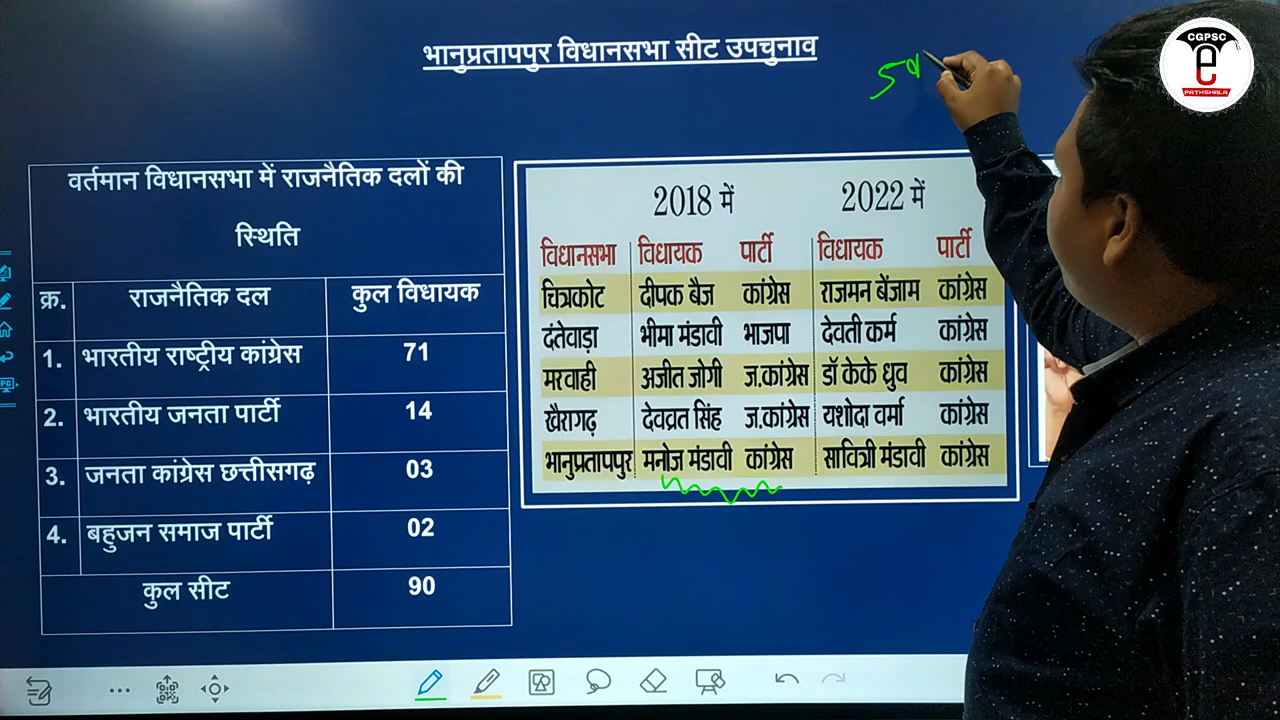 भानुप्रतापपुर विधानसभा सीट उपचुनाव
5व
CGPSC
e
PATHSHALA
वर्तमान विधानसभा में राजनैतिक दलों की
स्थिति
क्र. राजनैतिक दल कुल विधायक
1. भारतीय राष्ट्रीय कांग्रेस 71
2. भारतीय जनता पार्टी 14
3. जनता कांग्रेस छत्तीसगढ़ 03
4. बहुजन समाज पार्टी 02
कुल सीट 90
2018 में 2022 में
विधानसभा विधायक पार्टी विधायक पार्टी
चित्रकोट दीपक बैज कांग्रेस राजमन बेंजाम कांग्रेस
दंतेवाड़ा भीमा मंडावी भाजपा देवती कर्म कांग्रेस
मरवाही अजीत जोगी ज.कांग्रेस डॉ केके ध्रुव कांग्रेस
खैरागढ़ देवव्रत सिंह ज.कांग्रेस यशोदा वर्मा कांग्रेस
भानुप्रतापपुर मनोज मंडावी कांग्रेस सावित्री मंडावी कांग्रेस
PC